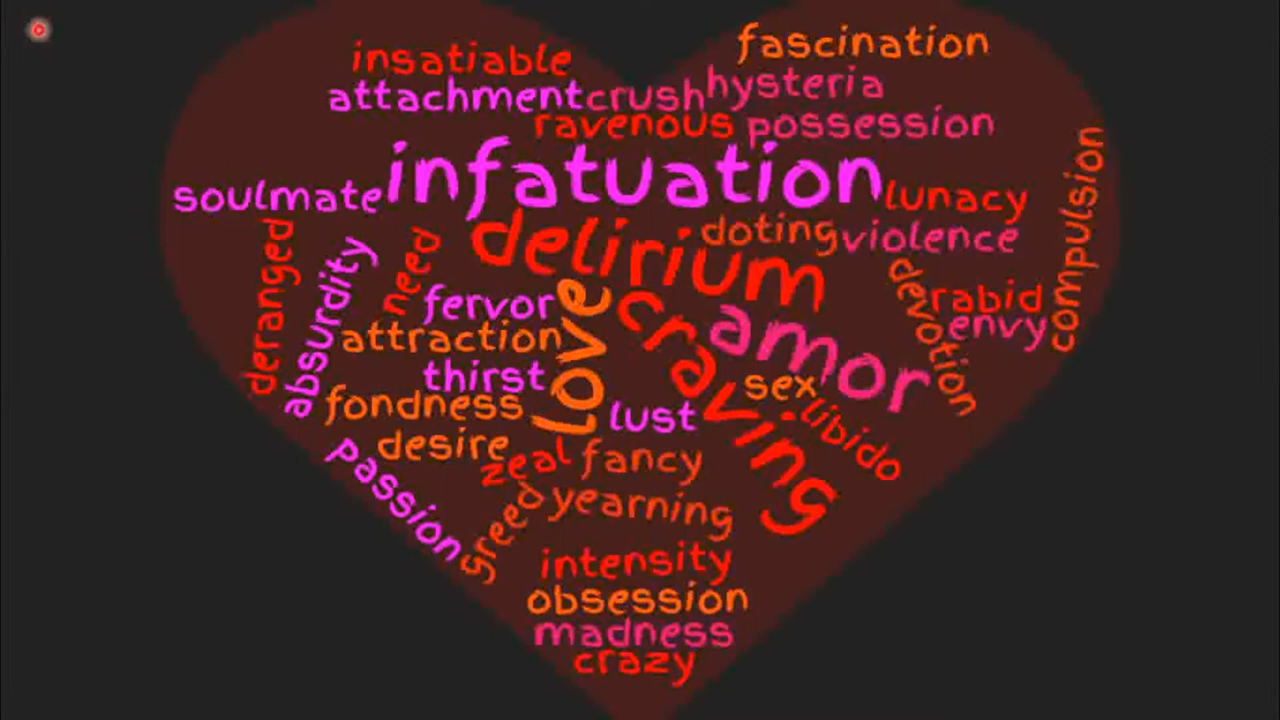 fascination
insatiable
attachment crush hysteria
ravenous possession
infatuation
soulmate lunacy
compulsion
delirium
doting violence
deranged
absurdity
need
fervor
love
craving
amor
devotion
rabid
envy
attraction
thirst
sex
fondness
lust
libido
desire
zeal fancy
passion
greed
yearning
intensity
obsession
madness
crazy